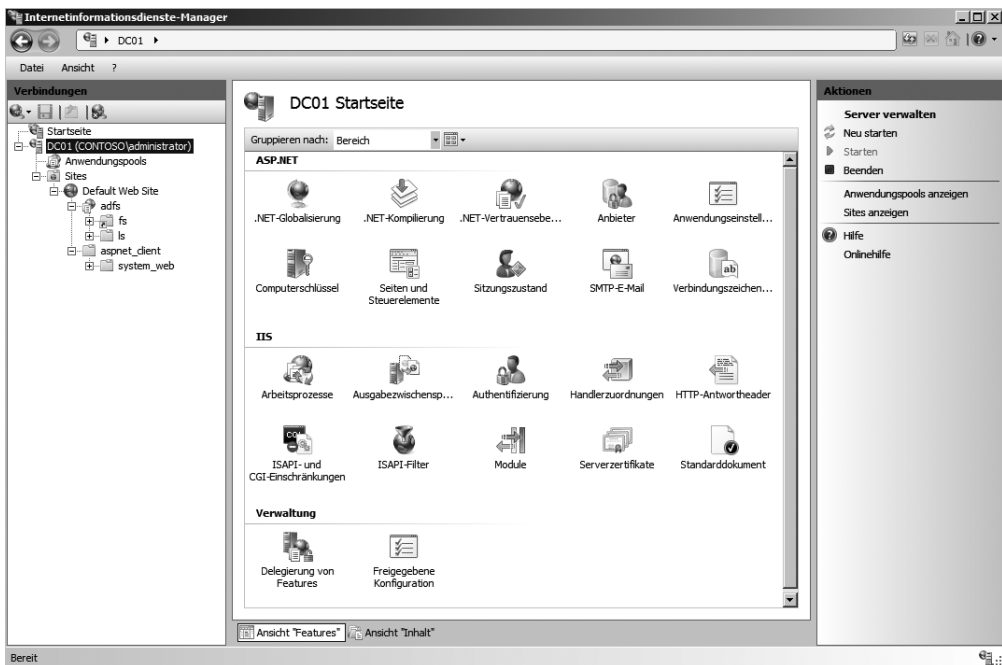 Internetinformationsdienste-Manager
DC01
Datei Ansicht ?
Verbindungen
Startseite
DC01 (CONTOSO\administrator)
Anwendungspools
Sites
Default Web Site
adfs
fs
ls
aspnet_client
system_web
DC01 Startseite
Gruppieren nach: Bereich
ASP.NET
.NET-Globalisierung
.NET-Kompilierung
.NET-Vertrauensebe...
Anbieter
Anwendungseinstell...
Computerschlüssel
Seiten und
Steuerelemente
Sitzungszustand
SMTP-E-Mail
Verbindungszeichen...
IIS
Arbeitsprozesse
Ausgabezwischensp...
Authentifizierung
Handlerzuordnungen
HTTP-Antwortheader
ISAPI- und
CGI-Einschränkungen
ISAPI-Filter
Module
Serverzertifikate
Standarddokument
Verwaltung
Delegierung von
Features
Freigegebene
Konfiguration
Ansicht "Features"
Ansicht "Inhalt"
Aktionen
Server verwalten
Neu starten
Starten
Beenden
Anwendungspools anzeigen
Sites anzeigen
Hilfe
Onlinehilfe
Bereit